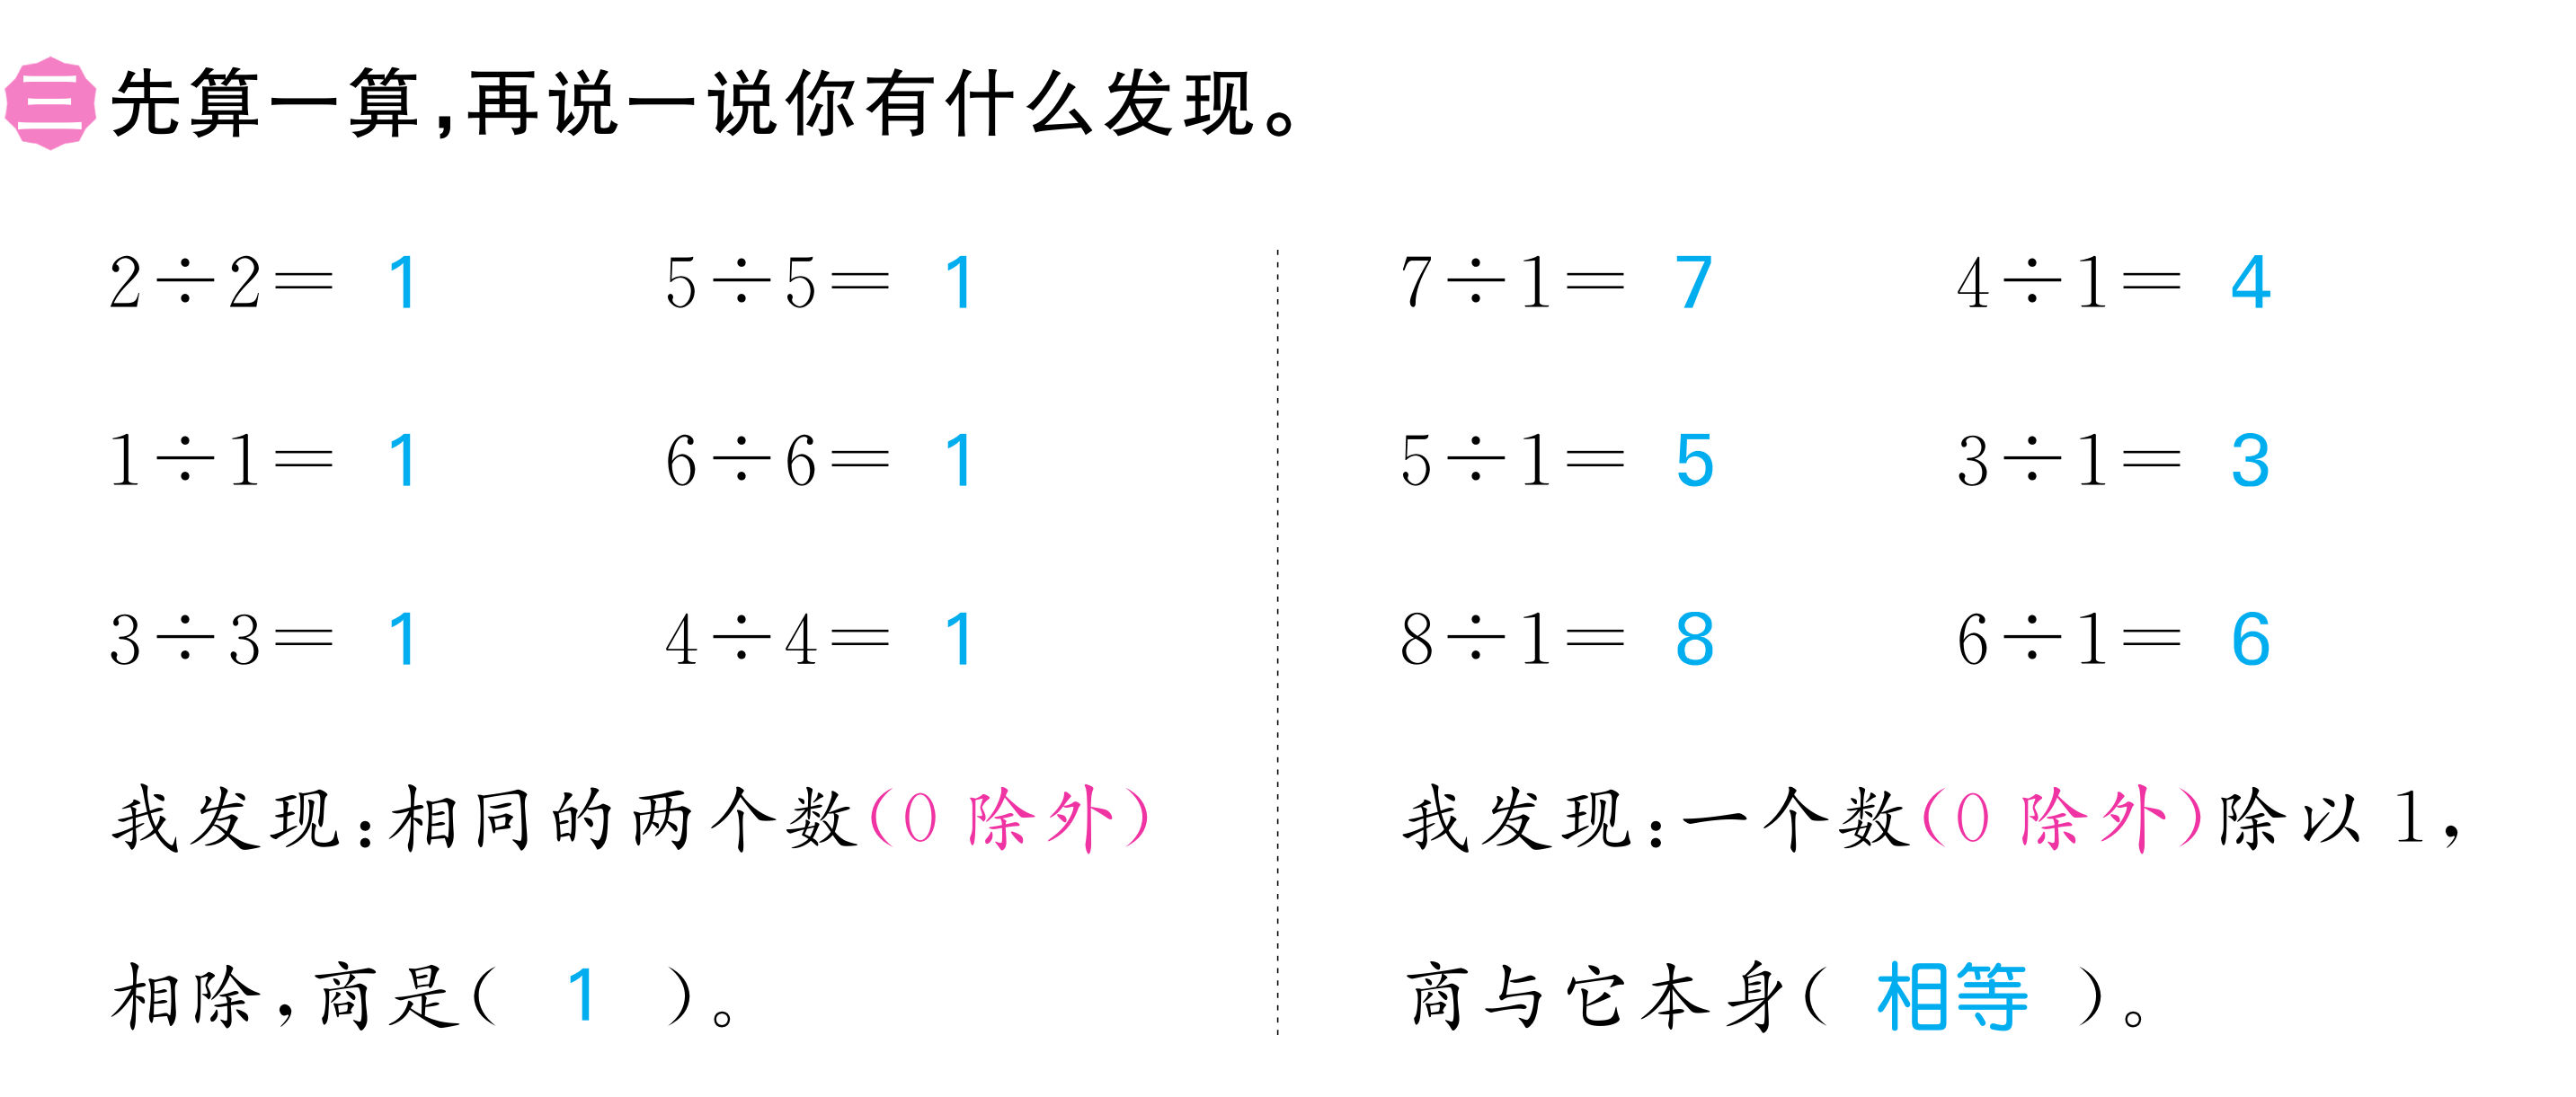 三 先算一算,再说一说你有什么发现。
2÷2= 1 5÷5= 1
1÷1= 1 6÷6= 1
3÷3= 1 4÷4= 1
我发现:相同的两个数(0 除外)
相除,商是( 1 )。
7÷1= 7 4÷1= 4
5÷1= 5 3÷1= 3
8÷1= 8 6÷1= 6
我发现:一个数(0 除外)除以 1,
商与它本身( 相等 )。